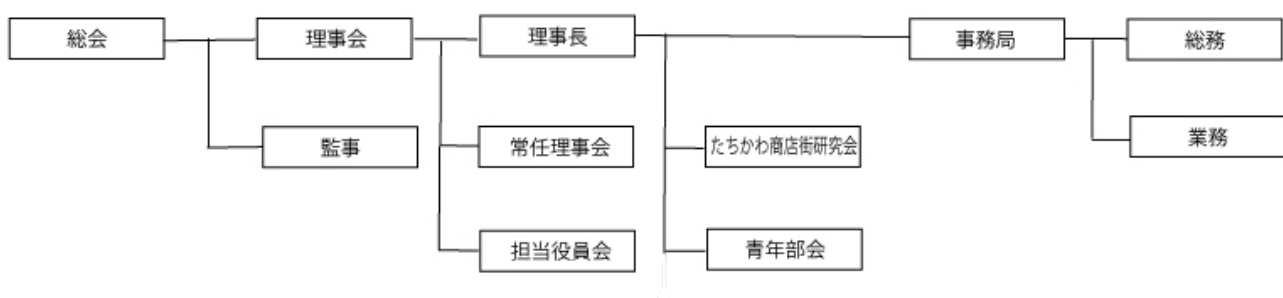 総会
理事会
理事長
事務局
総務
監事
常任理事会
たちかわ商店街研究会
業務
担当役員会
青年部会